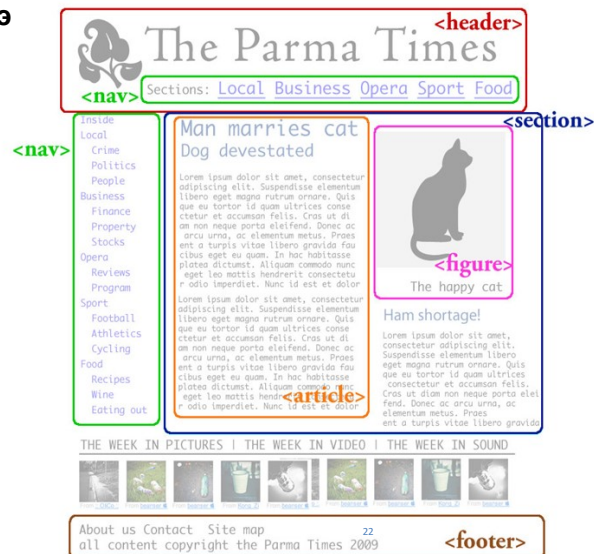 э
<header>
The Parma Times
<nav>
Sections: Local Business Opera Sport Food
<nav>
Inside
Local
Crime
Politics
People
Business
Finance
Property
Stocks
Opera
Reviews
Program
Sport
Football
Athletics
Cycling
Food
Recipes
Wine
Eating out
<section>
Man marries cat
Dog devestated
Lorem ipsum dolor sit amet, consectetur
adipiscing elit. Suspendisse elementum
libero eget magna rutrum ornare. Quis
que eu tortor id quam ultrices conse
ctetur et accumsan felis. Cras ut di
am non neque porta eleifend. Donec ac
arcu urna, ac elementum metus. Praes
ent a turpis vitae libero gravida fau
cibus eget eu quam. In hac habitasse
platea dictumst. Aliquam commodo nunc
eget leo mattis hendrerit consectetu
r odio imperdiet. Nunc id est et dolor
Lorem ipsum dolor sit amet, consectetur
adipiscing elit. Suspendisse elementum
libero eget magna rutrum ornare. Quis
que eu tortor id quam ultrices conse
ctetur et accumsan felis. Cras ut di
am non neque porta eleifend. Donec ac
arcu urna, ac elementum metus. Praes
ent a turpis vitae libero gravida fau
cibus eget eu quam. In hac habitasse
platea dictumst. Aliquam commodo nunc
eget leo mattis
r odio imperdiet. Nunc id est et dolor
<article>
<figure>
The happy cat
Ham shortage!
Lorem ipsum dolor sit amet,
consectetur adipiscing elit.
Suspendisse elementum libero
eget magna rutrum ornare. Quis
que eu tortor id quam ultrices
consectetur et accumsan felis.
Cras ut diam non neque porta elei
fend. Donec ac arcu urna, ac
elementum metus. Praes
ent a turpis vitae libero gravida
THE WEEK IN PICTURES | THE WEEK IN VIDEO | THE WEEK IN SOUND
About us Contact Site map
22
all content copyright the Parma Times 2009
<footer>